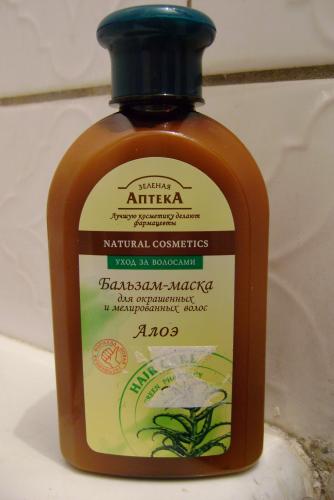 ЗЕЛЕНАЯ
АПТЕКА
Лучшую косметику делают
фармацевты
NATURAL COSMETICS
УХОД ЗА ВОЛОСАМИ
Бальзам-маска
для окрашенных
и мелированных волос
Алоэ
HAIR
GREEN